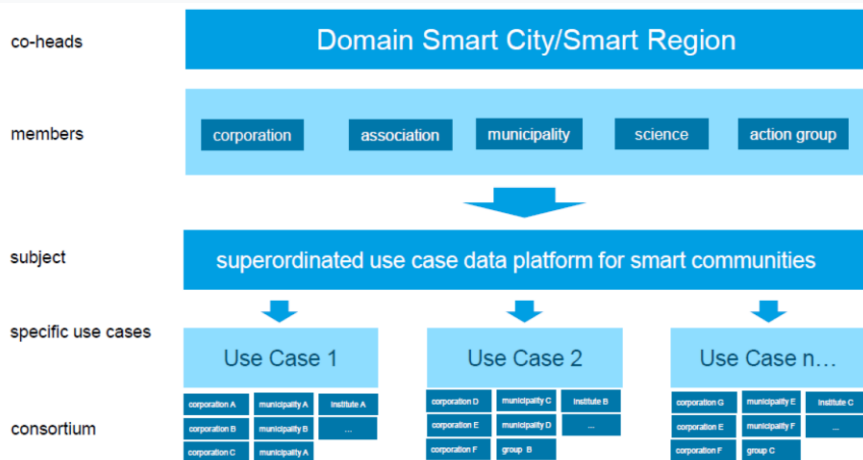 co-heads
Domain Smart City/Smart Region
members
corporation association municipality science action group
subject
superordinated use case data platform for smart communities
specific use cases
Use Case 1 Use Case 2 Use Case n...
consortium
corporation A municipality A institute A corporation D municipality C institute B corporation G municipality E institute C
corporation B municipality B ... corporation E municipality D ... corporation E municipality F ...
corporation C municipality A corporation F group B corporation F group C